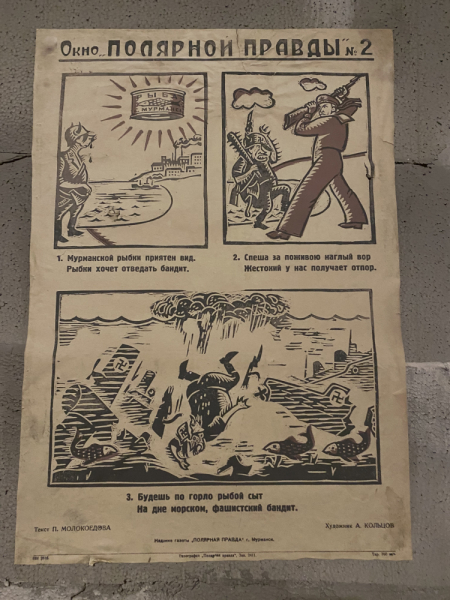 Окно „ПОЛЯРНОЙ ПРАВДЫ" № 2
РЫБА
МУРМАН
1. Мурманской рыбки приятен вид.
Рыбки хочет отведать бандит.
2. Спеша за поживою наглый вор
Жестокий у нас получает отпор.
3. Будешь по горло рыбой сыт
На дне морском, фашистский бандит.
Текст П. МОЛОКОЕДОВА
Художник А. КОЛЬЦОВ
Издание газеты „ПОЛЯРНАЯ ПРАВДА", г. Мурманск.